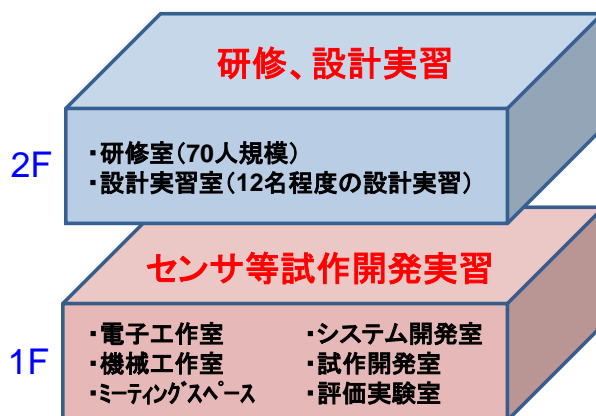 研修、設計実習
2F
・研修室(70人規模)
・設計実習室(12名程度の設計実習)
センサ等試作開発実習
1F
・電子工作室
・機械工作室
・ミーティングスペース
・システム開発室
・試作開発室
・評価実験室